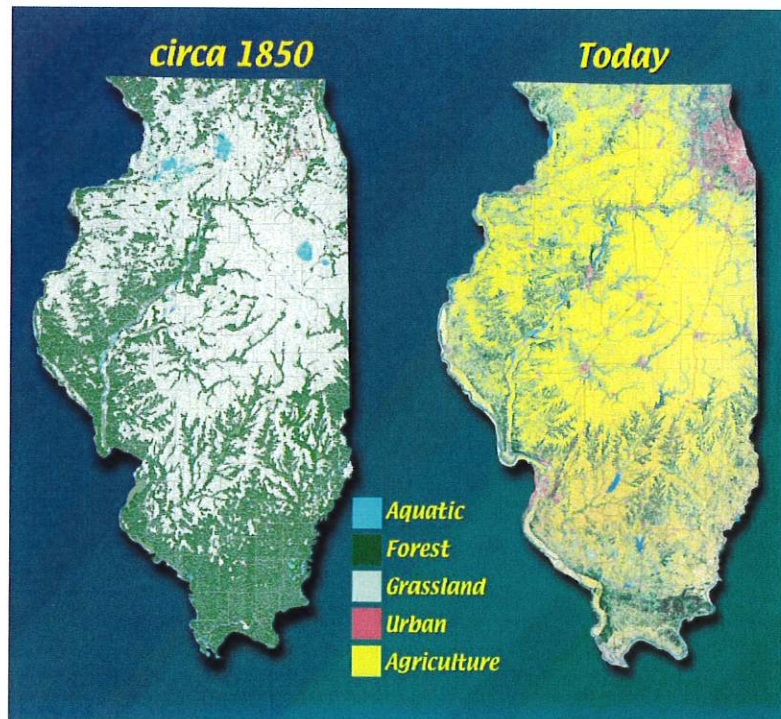 circa 1850
Today
Aquatic
Forest
Grassland
Urban
Agriculture